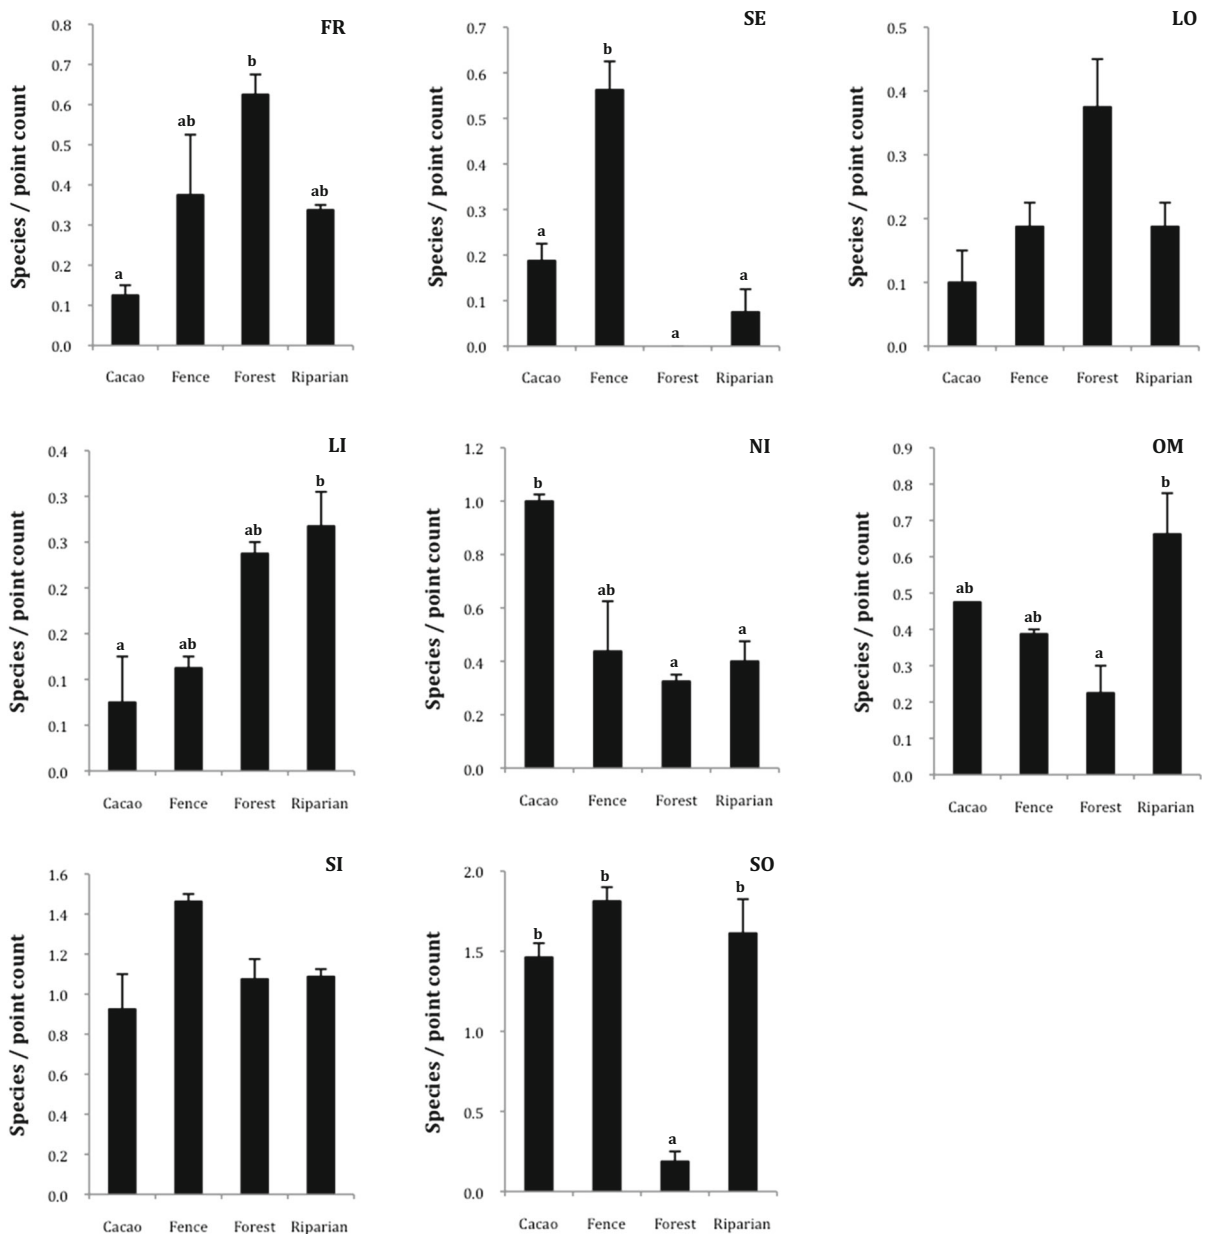 FR
Species / point count
0.8
0.7
0.6
0.5
0.4
0.3
0.2
0.1
0.0
a
ab
b
ab
Cacao Fence Forest Riparian
SE
Species / point count
0.7
0.6
0.5
0.4
0.3
0.2
0.1
0.0
a
b
a
a
Cacao Fence Forest Riparian
LO
Species / point count
0.5
0.4
0.3
0.2
0.1
0.0
Cacao Fence Forest Riparian
LI
Species / point count
0.4
0.3
0.3
0.2
0.2
0.1
0.1
0.0
a
ab
ab
b
Cacao Fence Forest Riparian
NI
Species / point count
1.2
1.0
0.8
0.6
0.4
0.2
0.0
b
ab
a
a
Cacao Fence Forest Riparian
OM
Species / point count
0.9
0.8
0.7
0.6
0.5
0.4
0.3
0.2
0.1
0.0
ab
ab
a
b
Cacao Fence Forest Riparian
SI
Species / point count
1.6
1.4
1.2
1.0
0.8
0.6
0.4
0.2
0.0
Cacao Fence Forest Riparian
SO
Species / point count
2.0
1.5
1.0
0.5
0.0
b
b
a
b
Cacao Fence Forest Riparian